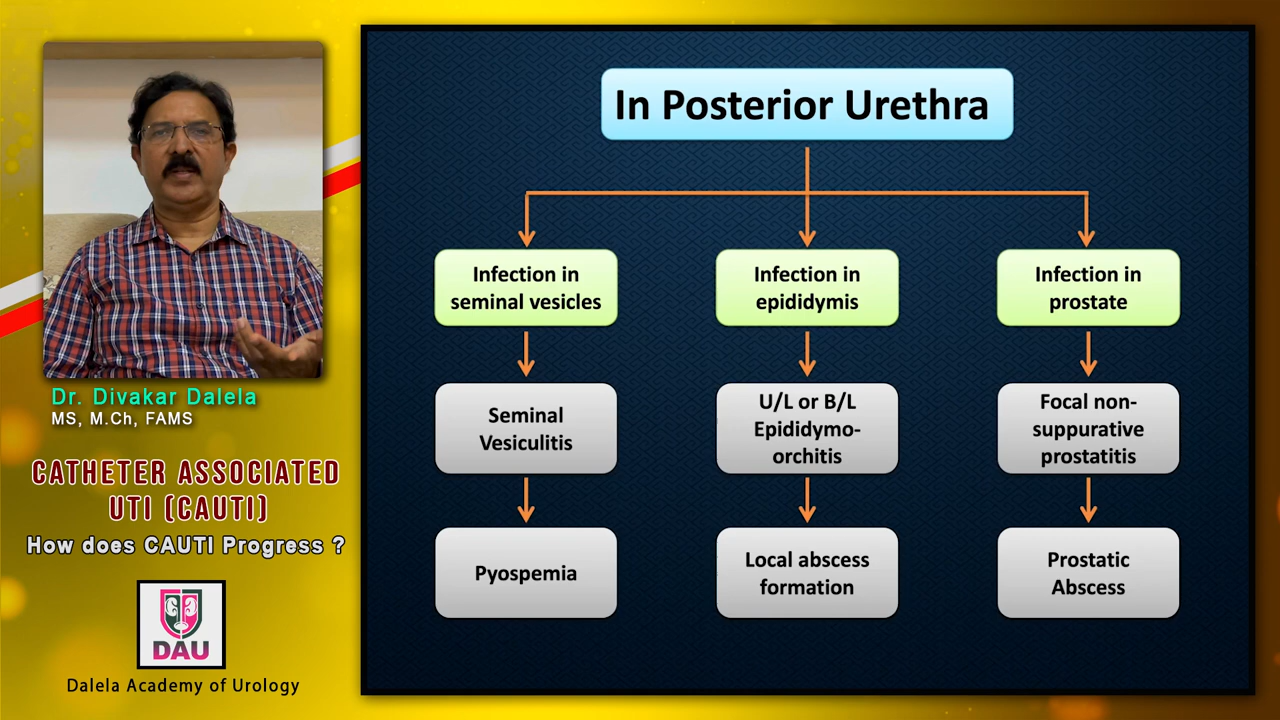 Dr. Divakar Dalela
MS, M.Ch, FAMS
CATHETER ASSOCIATED
UTI (CAUTI)
How does CAUTI Progress ?
DAU
Dalela Academy of Urology
In Posterior Urethra
Infection in
seminal vesicles
Infection in
epididymis
Infection in
prostate
Seminal
Vesiculitis
U/L or B/L
Epididymo-
orchitis
Focal non-
suppurative
prostatitis
Pyospemia
Local abscess
formation
Prostatic
Abscess